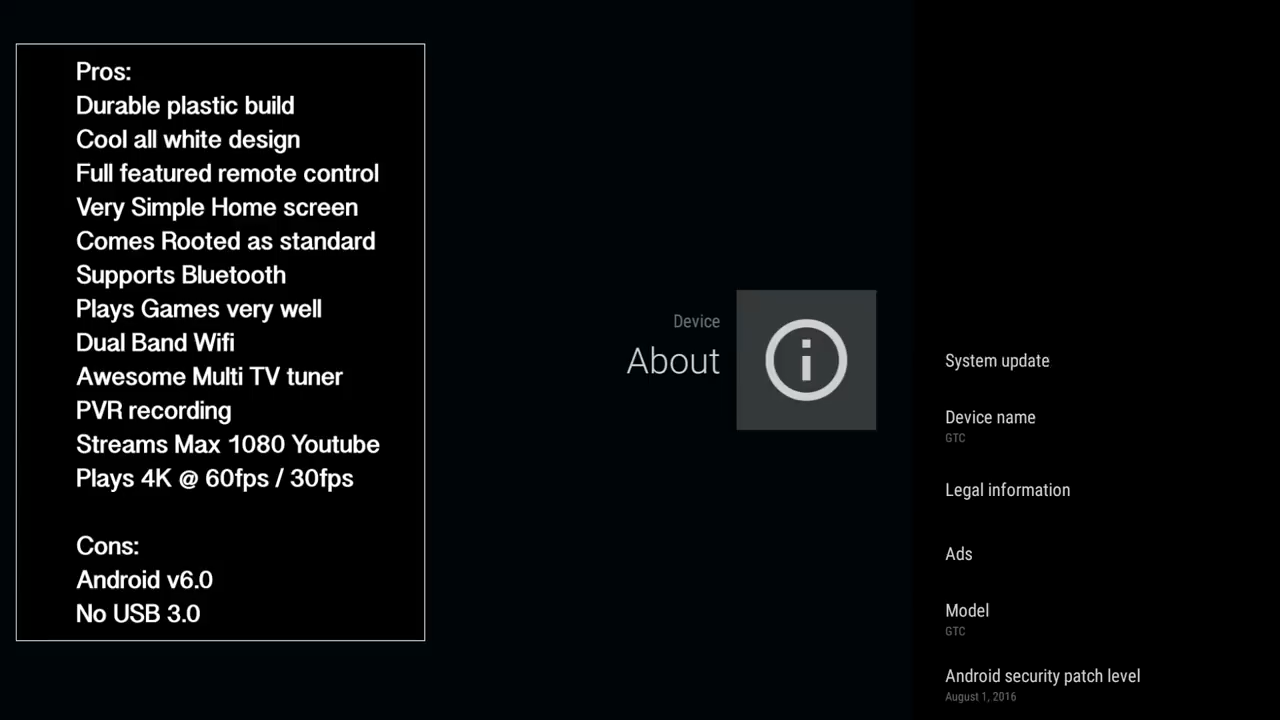 Pros:
Durable plastic build
Cool all white design
Full featured remote control
Very Simple Home screen
Comes Rooted as standard
Supports Bluetooth
Plays Games very well
Dual Band Wifi
Awesome Multi TV tuner
PVR recording
Streams Max 1080 Youtube
Plays 4K @ 60fps / 30fps
Cons:
Android v6.0
No USB 3.0
Device
About
System update
Device name
GTC
Legal information
Ads
Model
GTC
Android security patch level
August 1, 2016